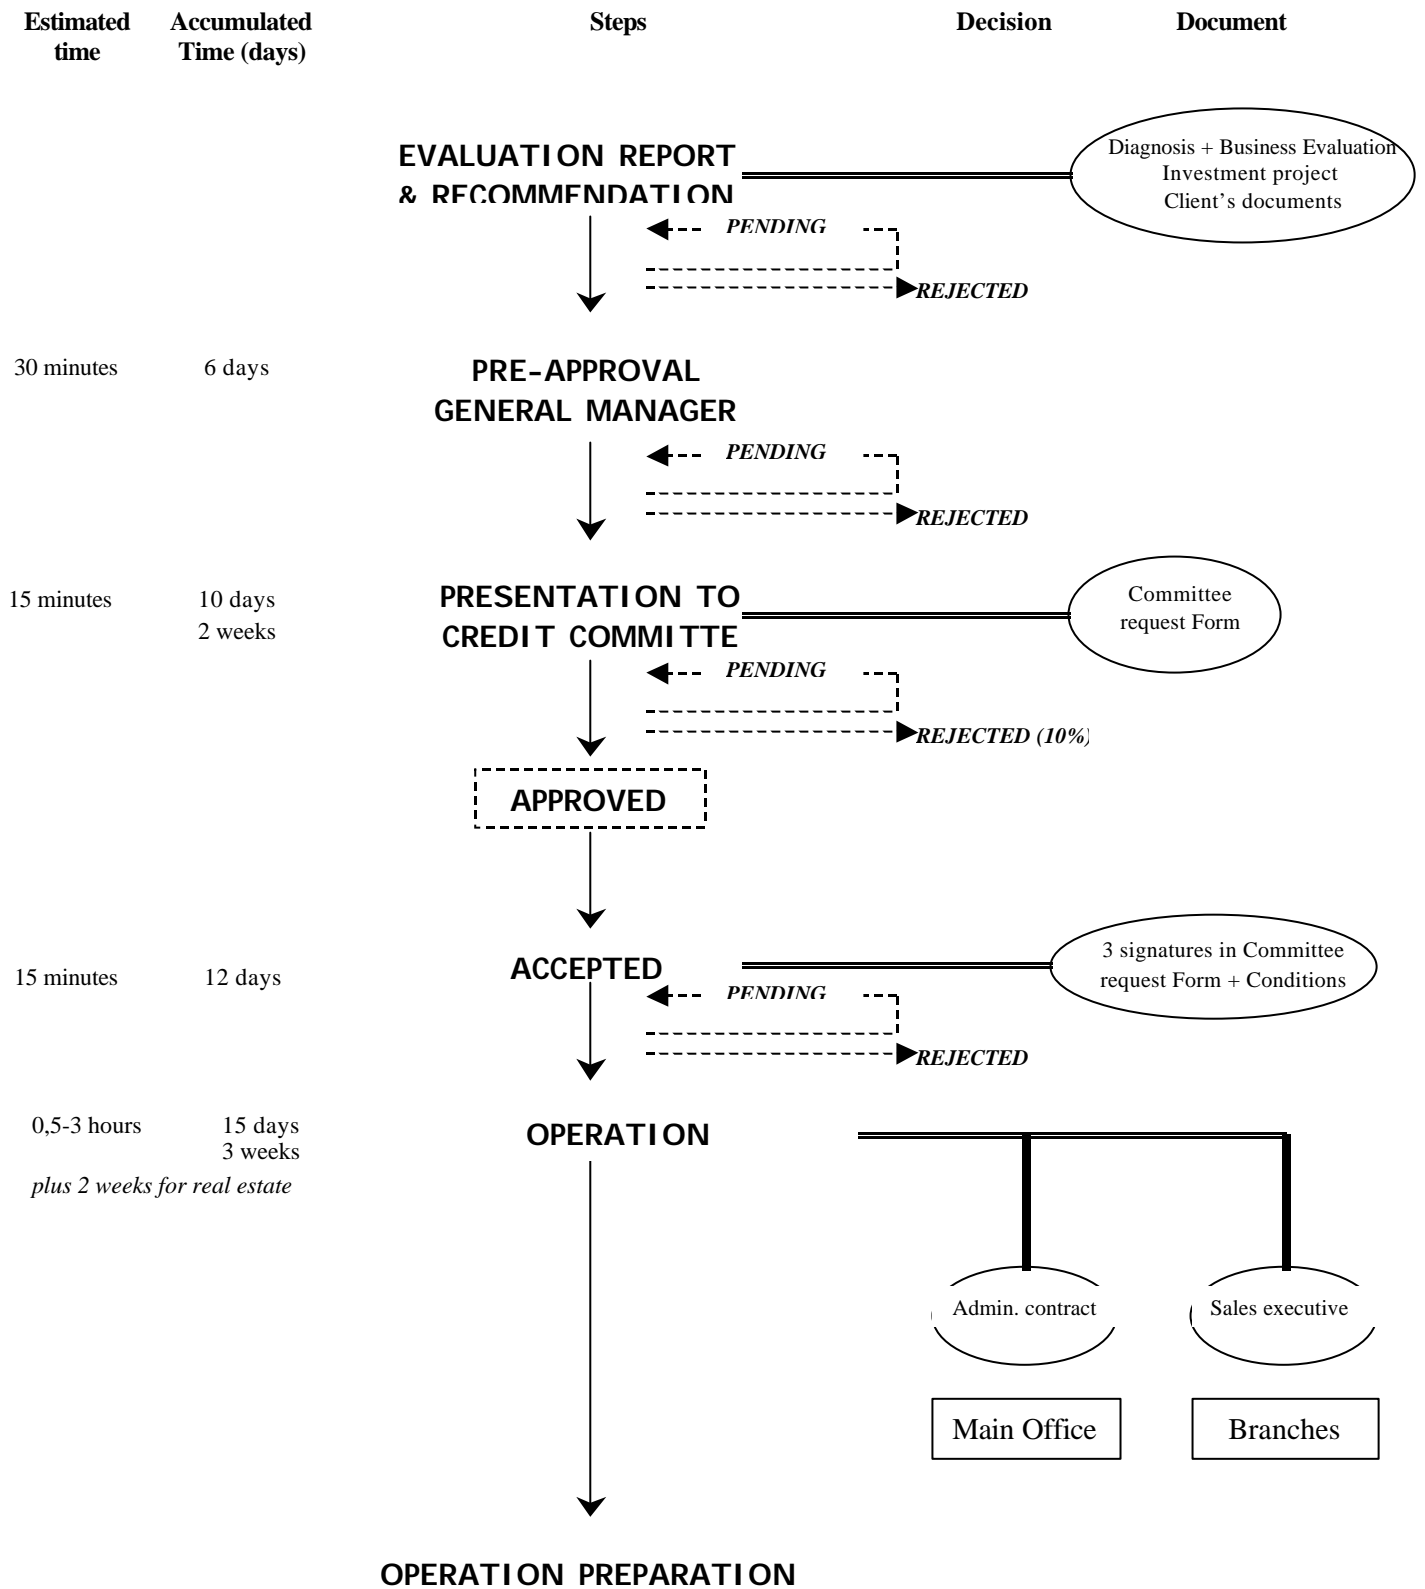 Estimated time
Accumulated Time (days)
Steps
Decision
Document
EVALUATION REPORT
& RECOMMENDATION
Diagnosis + Business Evaluation
Investment project
Client's documents
PENDING
REJECTED
30 minutes
6 days
PRE-APPROVAL
GENERAL MANAGER
PENDING
REJECTED
15 minutes
10 days
2 weeks
PRESENTATION TO
CREDIT COMMITTE
Committee
request Form
PENDING
REJECTED (10%)
APPROVED
15 minutes
12 days
ACCEPTED
3 signatures in Committee
request Form + Conditions
PENDING
REJECTED
0,5-3 hours
15 days
3 weeks
plus 2 weeks for real estate
OPERATION
Admin. contract
Sales executive
Main Office
Branches
OPERATION PREPARATION